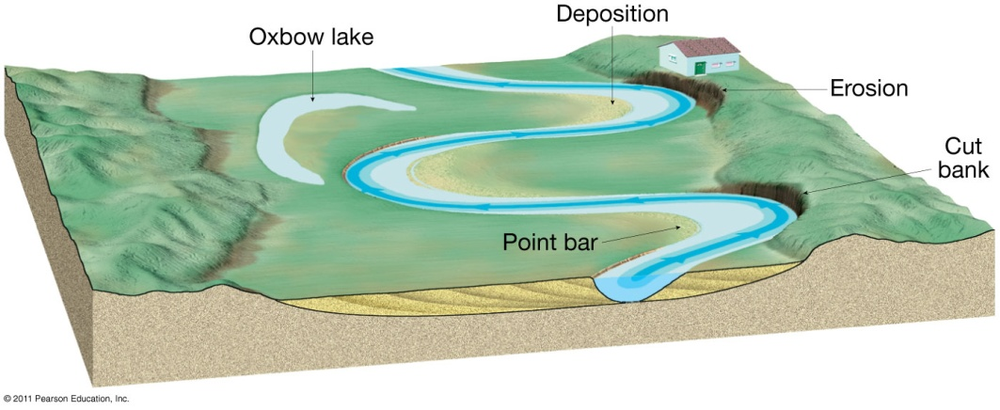 Deposition
Oxbow lake
Erosion
Cut
bank
Point bar
© 2011 Pearson Education, Inc.